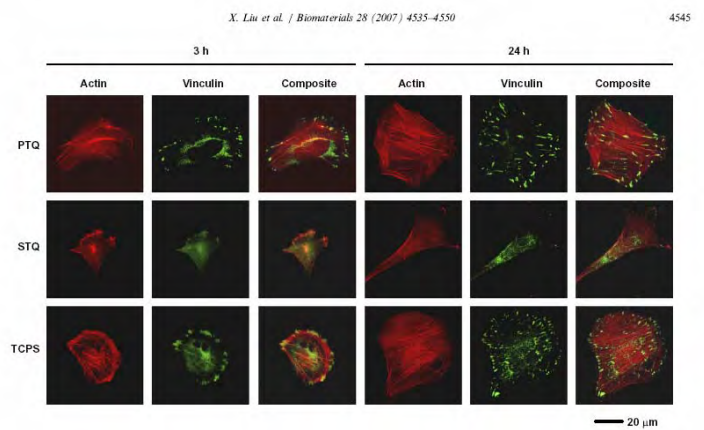 X. Liu et al. / Biomaterials 28 (2007) 4535–4550 4545
3 h 24 h
Actin Vinculin Composite Actin Vinculin Composite
PTQ
STQ
TCPS
20 μm